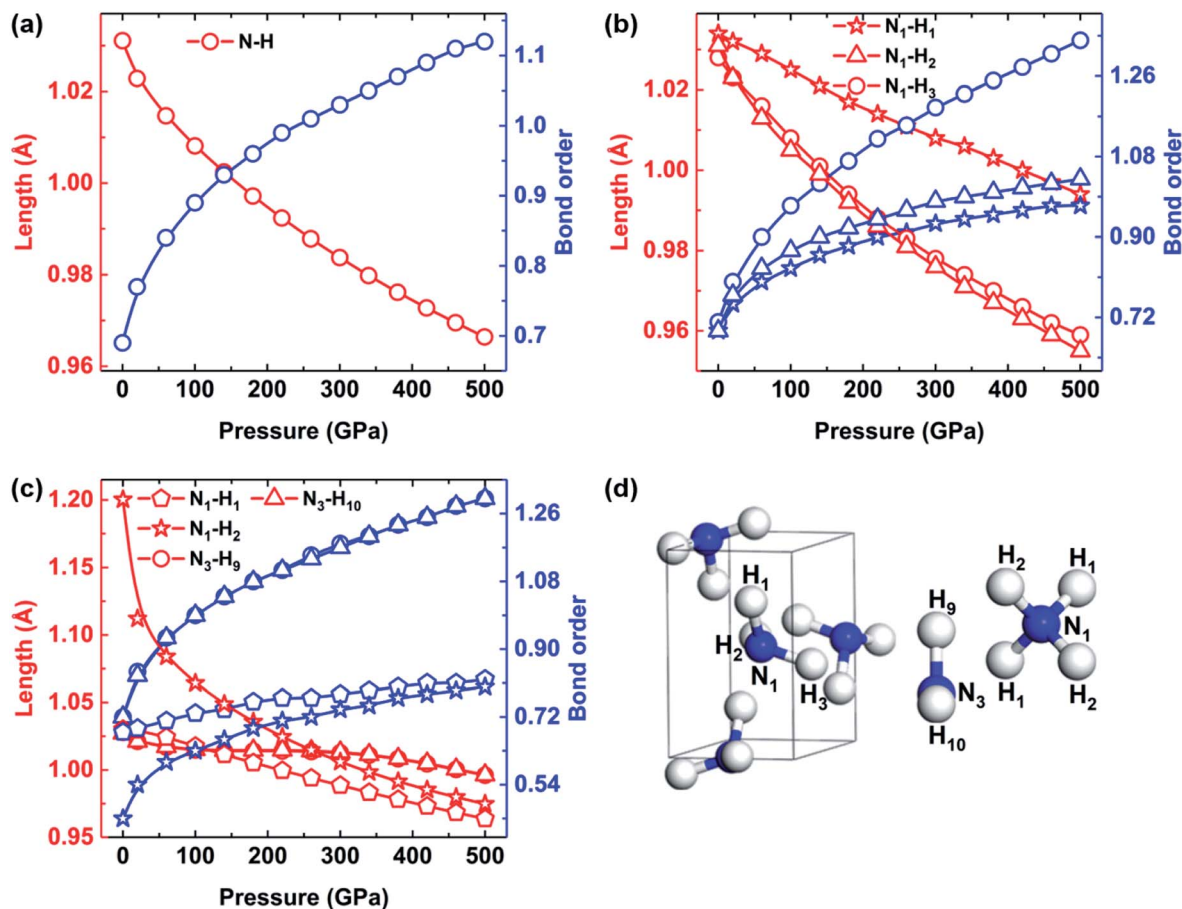 (a)
N-H
1.02
1.00
0.98
0.96
Length (Å)
1.1
1.0
0.9
0.8
0.7
Bond order
0 100 200 300 400 500
Pressure (GPa)
(b)
N1-H1
N1-H2
N1-H3
1.02
1.00
0.98
0.96
Length (Å)
1.26
1.08
0.90
0.72
Bond order
0 100 200 300 400 500
Pressure (GPa)
(c)
N1-H1 N3-H10
N1-H2
N3-H9
1.20
1.15
1.10
1.05
1.00
0.95
Length (Å)
1.26
1.08
0.90
0.72
0.54
Bond order
0 100 200 300 400 500
Pressure (GPa)
(d)
H1
H2
N1
H3
H9
N3
H10
H2
H1
N1
H1
H2